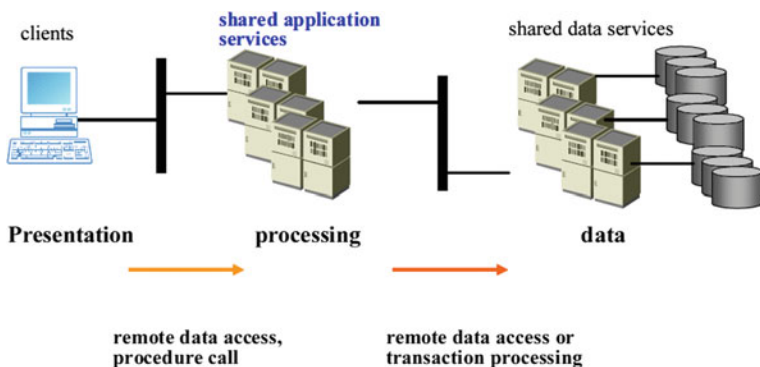 clients
shared application
services
shared data services
Presentation
processing
data
remote data access,
procedure call
remote data access or
transaction processing